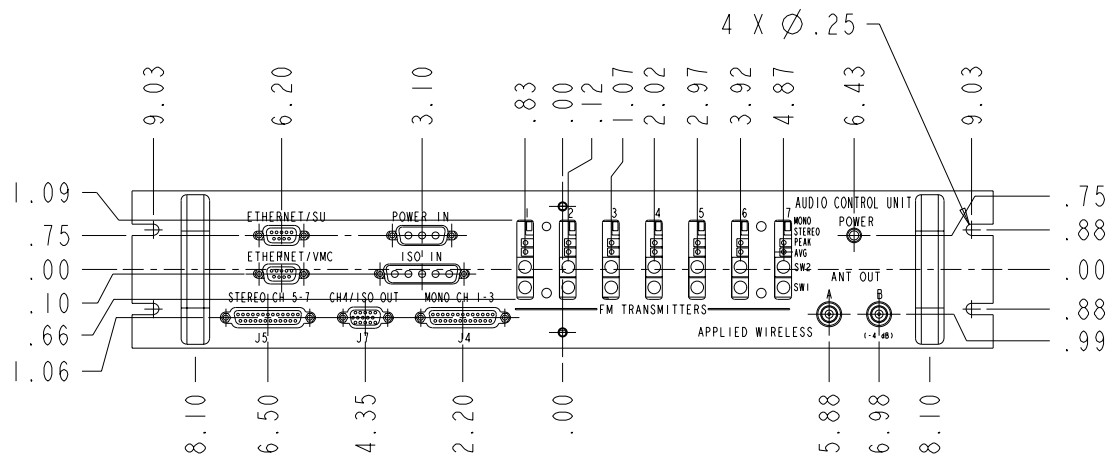 4 X Ø .25
9.03 6.20 3.10 .83 .00 .12 1.07 2.02 2.97 3.92 4.87 6.43 9.03
1.09
.75
.00
.10
.66
1.06
.75
.88
.00
.88
.99
ETHERNET/SU
POWER IN
1 2 3 4 5 6 7
AUDIO CONTROL UNIT
MONO
STEREO
PEAK
AVG
POWER
ETHERNET/VMC
ISO IN
SW2
SW1
ANT OUT
A B
STEREO CH 5-7
CH4/ISO OUT
MONO CH 1-3
FM TRANSMITTERS
J5 J7 J4
APPLIED WIRELESS
(-4 dB)
8.10 6.50 4.35 2.20 .00 5.88 6.98 8.10